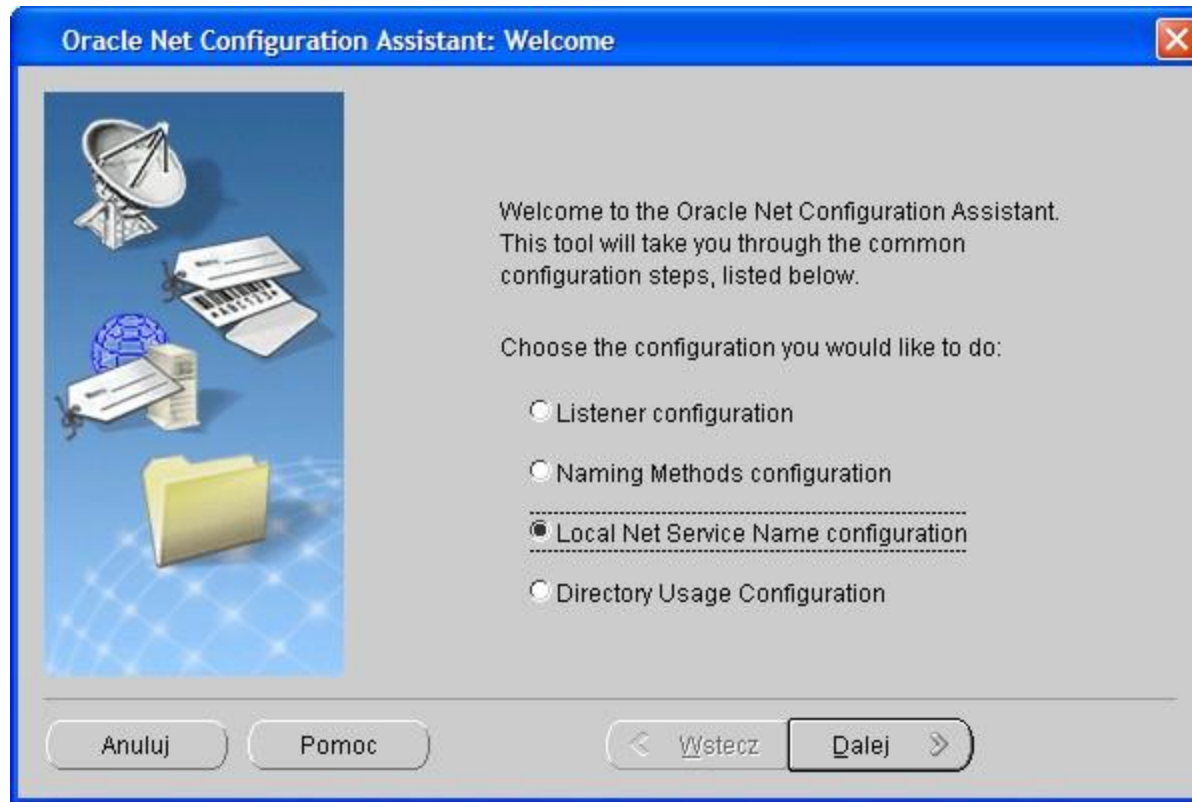 Oracle Net Configuration Assistant: Welcome
Welcome to the Oracle Net Configuration Assistant.
This tool will take you through the common
configuration steps, listed below.
Choose the configuration you would like to do:
Listener configuration
Naming Methods configuration
Local Net Service Name configuration
Directory Usage Configuration
Anuluj
Pomoc
Wstecz
Dalej